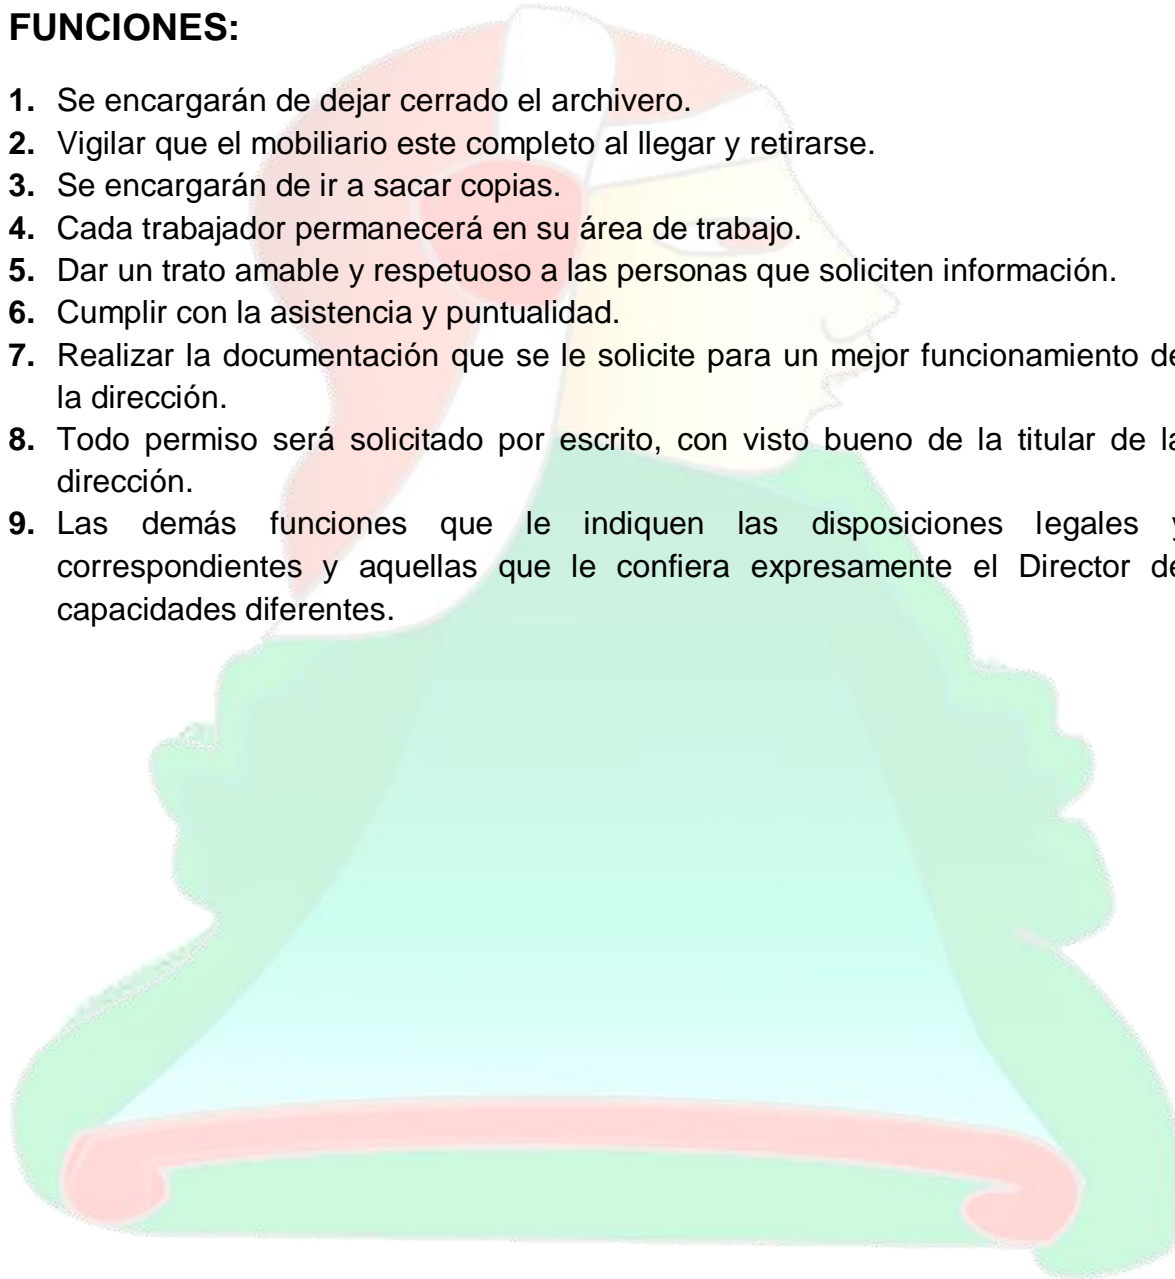 FUNCIONES:
1. Se encargarán de dejar cerrado el archivero.
2. Vigilar que el mobiliario este completo al llegar y retirarse.
3. Se encargarán de ir a sacar copias.
4. Cada trabajador permanecerá en su área de trabajo.
5. Dar un trato amable y respetuoso a las personas que soliciten información.
6. Cumplir con la asistencia y puntualidad.
7. Realizar la documentación que se le solicite para un mejor funcionamiento de
la dirección.
8. Todo permiso será solicitado por escrito, con visto bueno de la titular de la
dirección.
9. Las demás funciones que le indiquen las disposiciones legales y
correspondientes y aquellas que le confiera expresamente el Director de
capacidades diferentes.